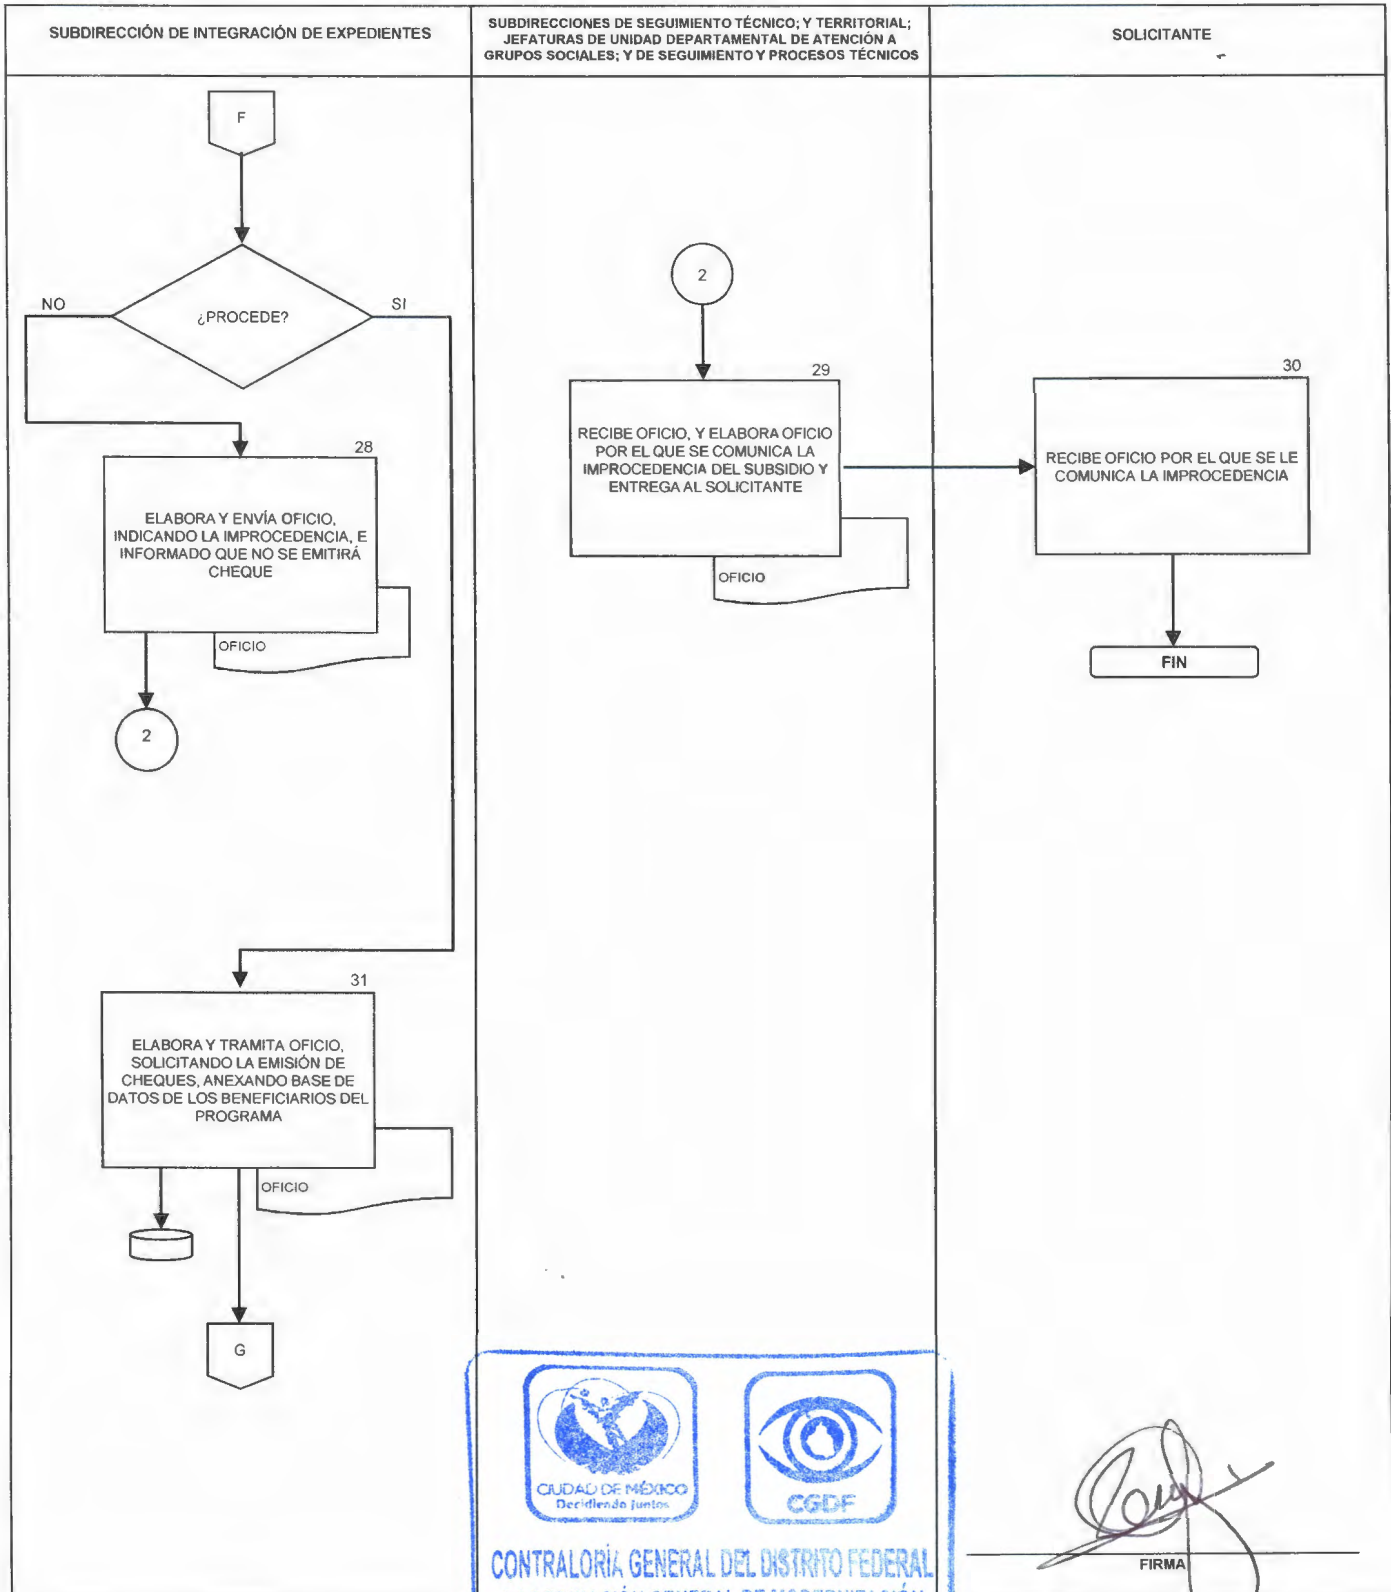 SUBDIRECCIÓN DE INTEGRACIÓN DE EXPEDIENTES
SUBDIRECCIONES DE SEGUIMIENTO TÉCNICO; Y TERRITORIAL;
JEFATURAS DE UNIDAD DEPARTAMENTAL DE ATENCIÓN A
GRUPOS SOCIALES; Y DE SEGUIMIENTO Y PROCESOS TÉCNICOS
SOLICITANTE
F
¿PROCEDE?
NO
SI
28
ELABORA Y ENVÍA OFICIO,
INDICANDO LA IMPROCEDENCIA, E
INFORMADO QUE NO SE EMITIRÁ
CHEQUE
OFICIO
2
2
29
RECIBE OFICIO, Y ELABORA OFICIO
POR EL QUE SE COMUNICA LA
IMPROCEDENCIA DEL SUBSIDIO Y
ENTREGA AL SOLICITANTE
OFICIO
30
RECIBE OFICIO POR EL QUE SE LE
COMUNICA LA IMPROCEDENCIA
FIN
31
ELABORA Y TRAMITA OFICIO,
SOLICITANDO LA EMISIÓN DE
CHEQUES, ANEXANDO BASE DE
DATOS DE LOS BENEFICIARIOS DEL
PROGRAMA
OFICIO
G
CIUDAD DE MÉXICO
Decidiendo Juntos
CGDF
CONTRALORÍA GENERAL DEL DISTRITO FEDERAL
GENERAL DE MODERNIZACIÓN
FIRMA